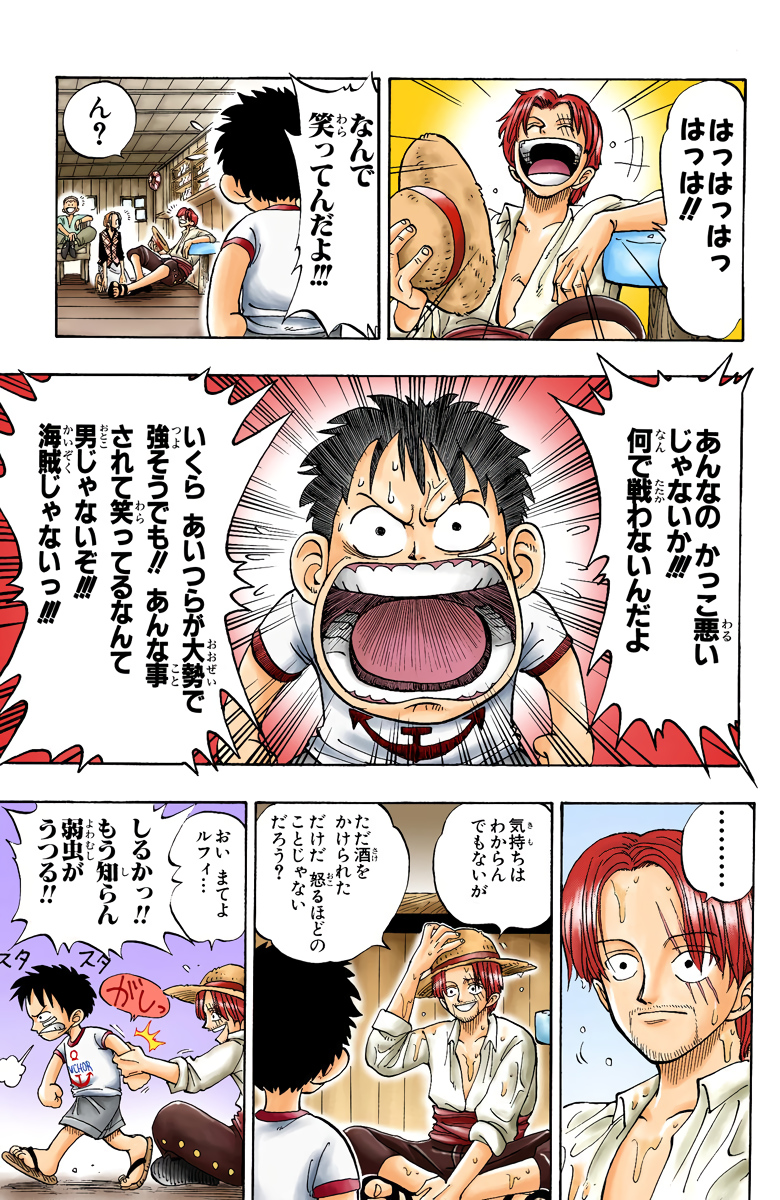 はっはっはっ
はっは!!
なんで
笑ってんだよ!!!
ん？
あんなの かっこ悪い
じゃないか!!!
何で戦わないんだよ
いくら あいつらが大勢で
強そうでも!! あんな事
されて笑ってるなんて
男じゃないぞ!!!
海賊じゃないっ!!!
………
気持ちは
わからん
でもないが
ただ酒を
かけられた
だけだ 怒るほどの
ことじゃない
だろう？
おい まてよ
ルフィ…
しるかっ!!
もう知らん
弱虫が
うつる!!
スタ
スタ
がしっ
NCHOR